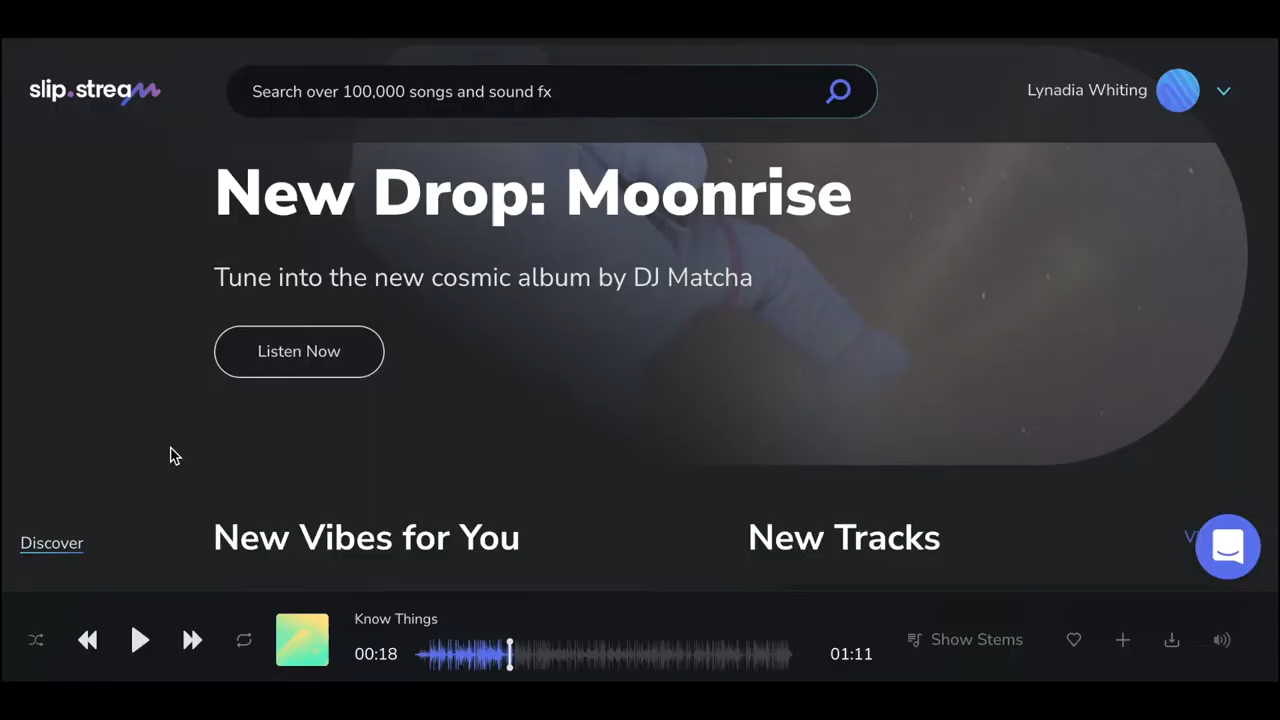 slip.stream
Search over 100,000 songs and sound fx
Lynadia Whiting
New Drop: Moonrise
Tune into the new cosmic album by DJ Matcha
Listen Now
Discover
New Vibes for You
New Tracks
Know Things
00:18
01:11
Show Stems